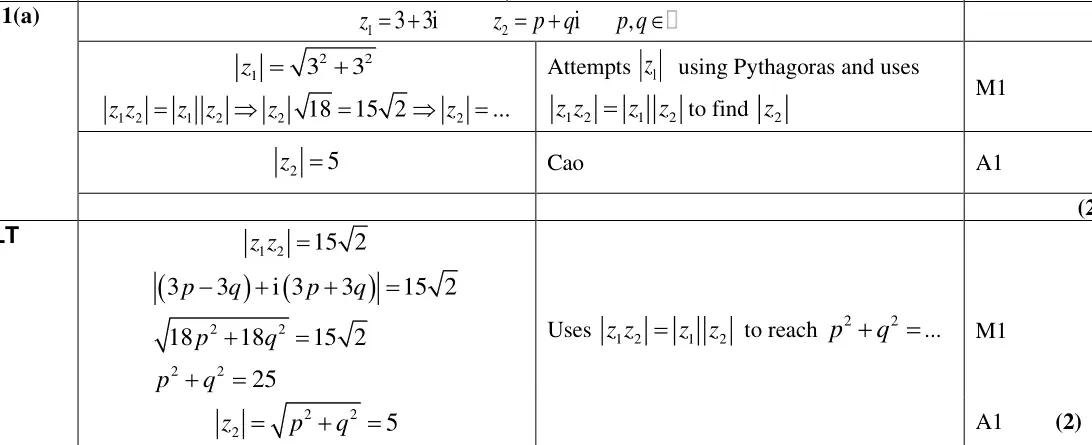 1(a)
z₁ = 3 + 3i z₂ = p + qi p, q ∈
|z₁| = √(3² + 3²)
|z₁z₂| = |z₁||z₂| ⇒ |z₂|√18 = 15√2 ⇒ |z₂| = ...
Attempts |z₁| using Pythagoras and uses
|z₁z₂| = |z₁||z₂| to find |z₂|
M1
|z₂| = 5
Cao
A1
(2
LT
|z₁z₂| = 15√2
|(3p − 3q) + i(3p + 3q)| = 15√2
√(18p² + 18q²) = 15√2
p² + q² = 25
|z₂| = √(p² + q²) = 5
Uses |z₁z₂| = |z₁||z₂| to reach p² + q² = ...
M1
A1 (2)